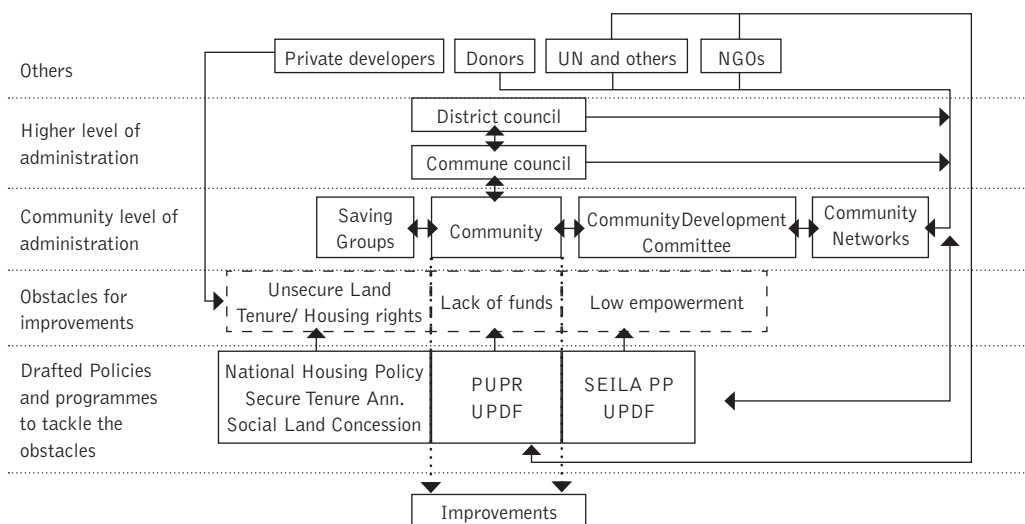 Others
Private developers
Donors
UN and others
NGOs
Higher level of
administration
District council
Commune council
Community level of
administration
Saving
Groups
Community
CommunityDevelopment
Committee
Community
Networks
Obstacles for
improvements
Unsecure Land
Tenure/ Housing rights
Lack of funds
Low empowerment
Drafted Policies
and programmes
to tackle the
obstacles
National Housing Policy
Secure Tenure Ann.
Social Land Concession
PUPR
UPDF
SEILA PP
UPDF
Improvements